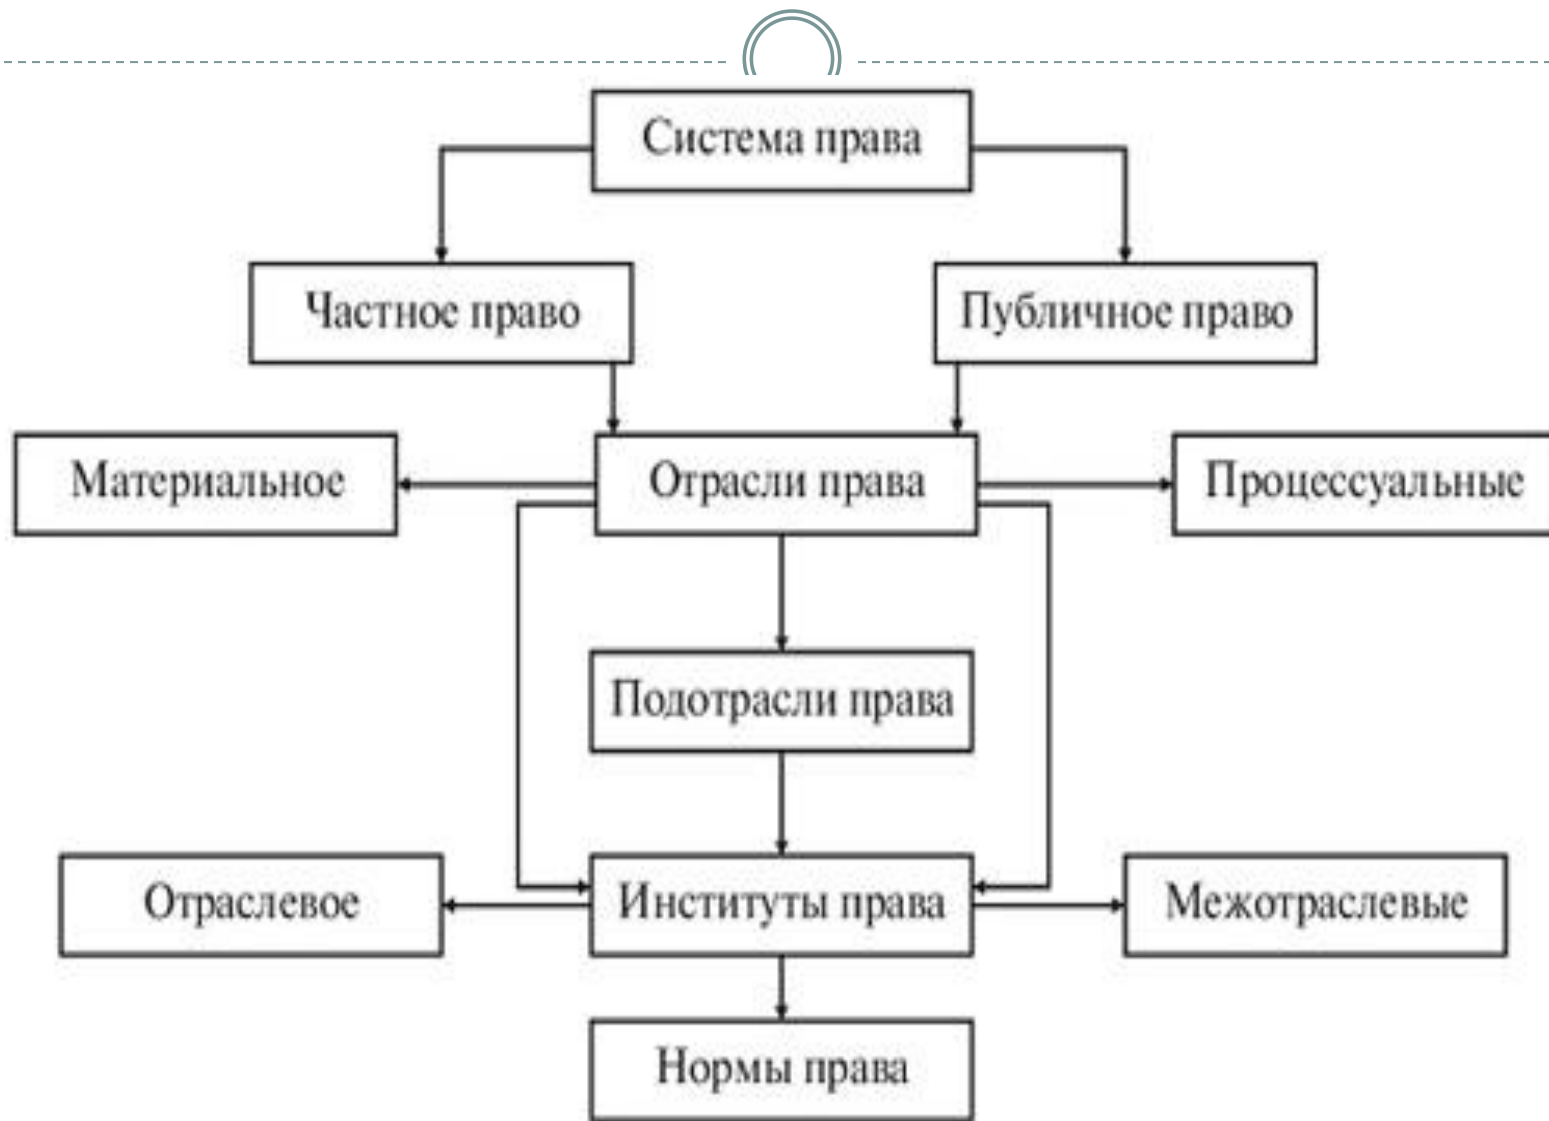 Система права
Частное право
Публичное право
Материальное
Отрасли права
Процессуальные
Подотрасли права
Отраслевое
Институты права
Межотраслевые
Нормы права